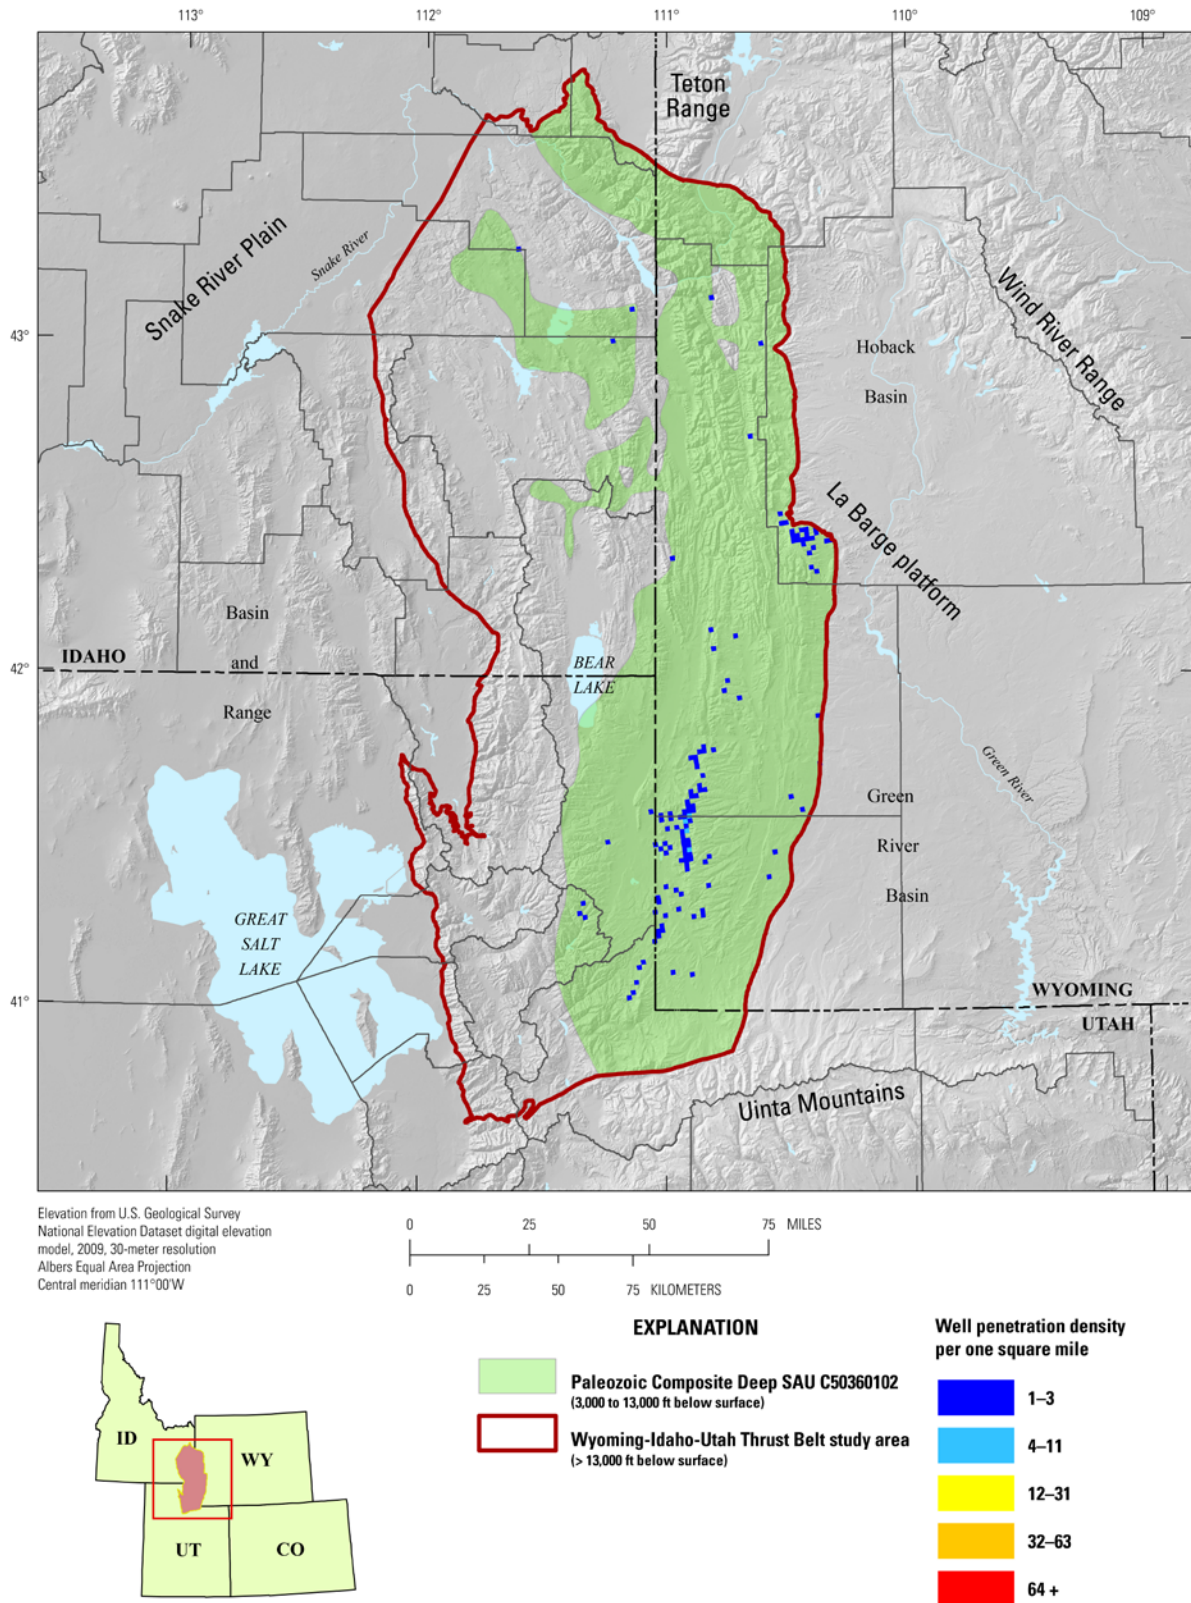 113°
112°
111°
110°
109°
Teton
Range
Snake River Plain
Snake River
Wind River Range
43°
Hoback
Basin
La Barge platform
Basin
and
Range
IDAHO
42°
BEAR
LAKE
Green River
Green
River
Basin
GREAT
SALT
LAKE
41°
WYOMING
UTAH
Uinta Mountains
Elevation from U.S. Geological Survey
National Elevation Dataset digital elevation
model, 2009, 30-meter resolution
Albers Equal Area Projection
Central meridian 111°00'W
0 25 50 75 MILES
0 25 50 75 KILOMETERS
ID
WY
UT
CO
EXPLANATION
Paleozoic Composite Deep SAU C50360102
(3,000 to 13,000 ft below surface)
Wyoming-Idaho-Utah Thrust Belt study area
(> 13,000 ft below surface)
Well penetration density
per one square mile
1–3
4–11
12–31
32–63
64 +